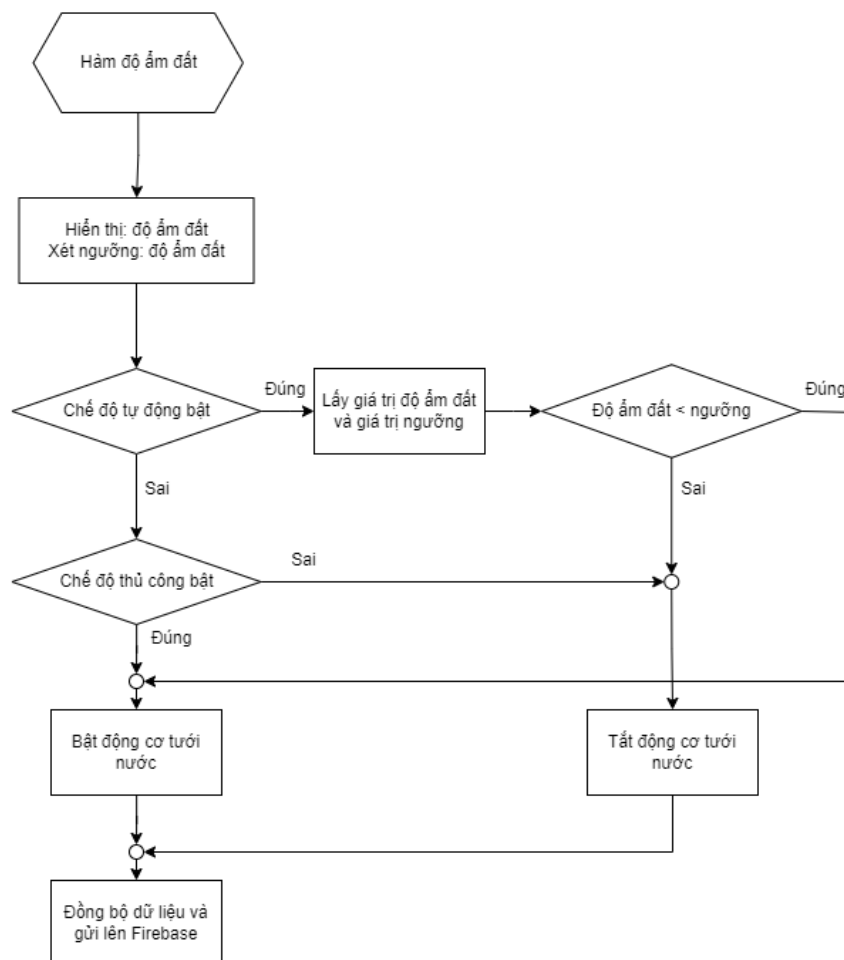 Hàm độ ẩm đất
Hiển thị: độ ẩm đất
Xét ngưỡng: độ ẩm đất
Chế độ tự động bật
Đúng
Lấy giá trị độ ẩm đất
và giá trị ngưỡng
Độ ẩm đất < ngưỡng
Đúng
Sai
Sai
Chế độ thủ công bật
Sai
Đúng
Bật động cơ tưới
nước
Tắt động cơ tưới
nước
Đồng bộ dữ liệu và
gửi lên Firebase